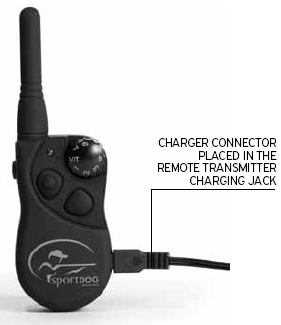 V/T
CHARGER CONNECTOR
PLACED IN THE
REMOTE TRANSMITTER
CHARGING JACK
SPORTDOG